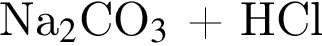 Na₂CO₃ + HCl